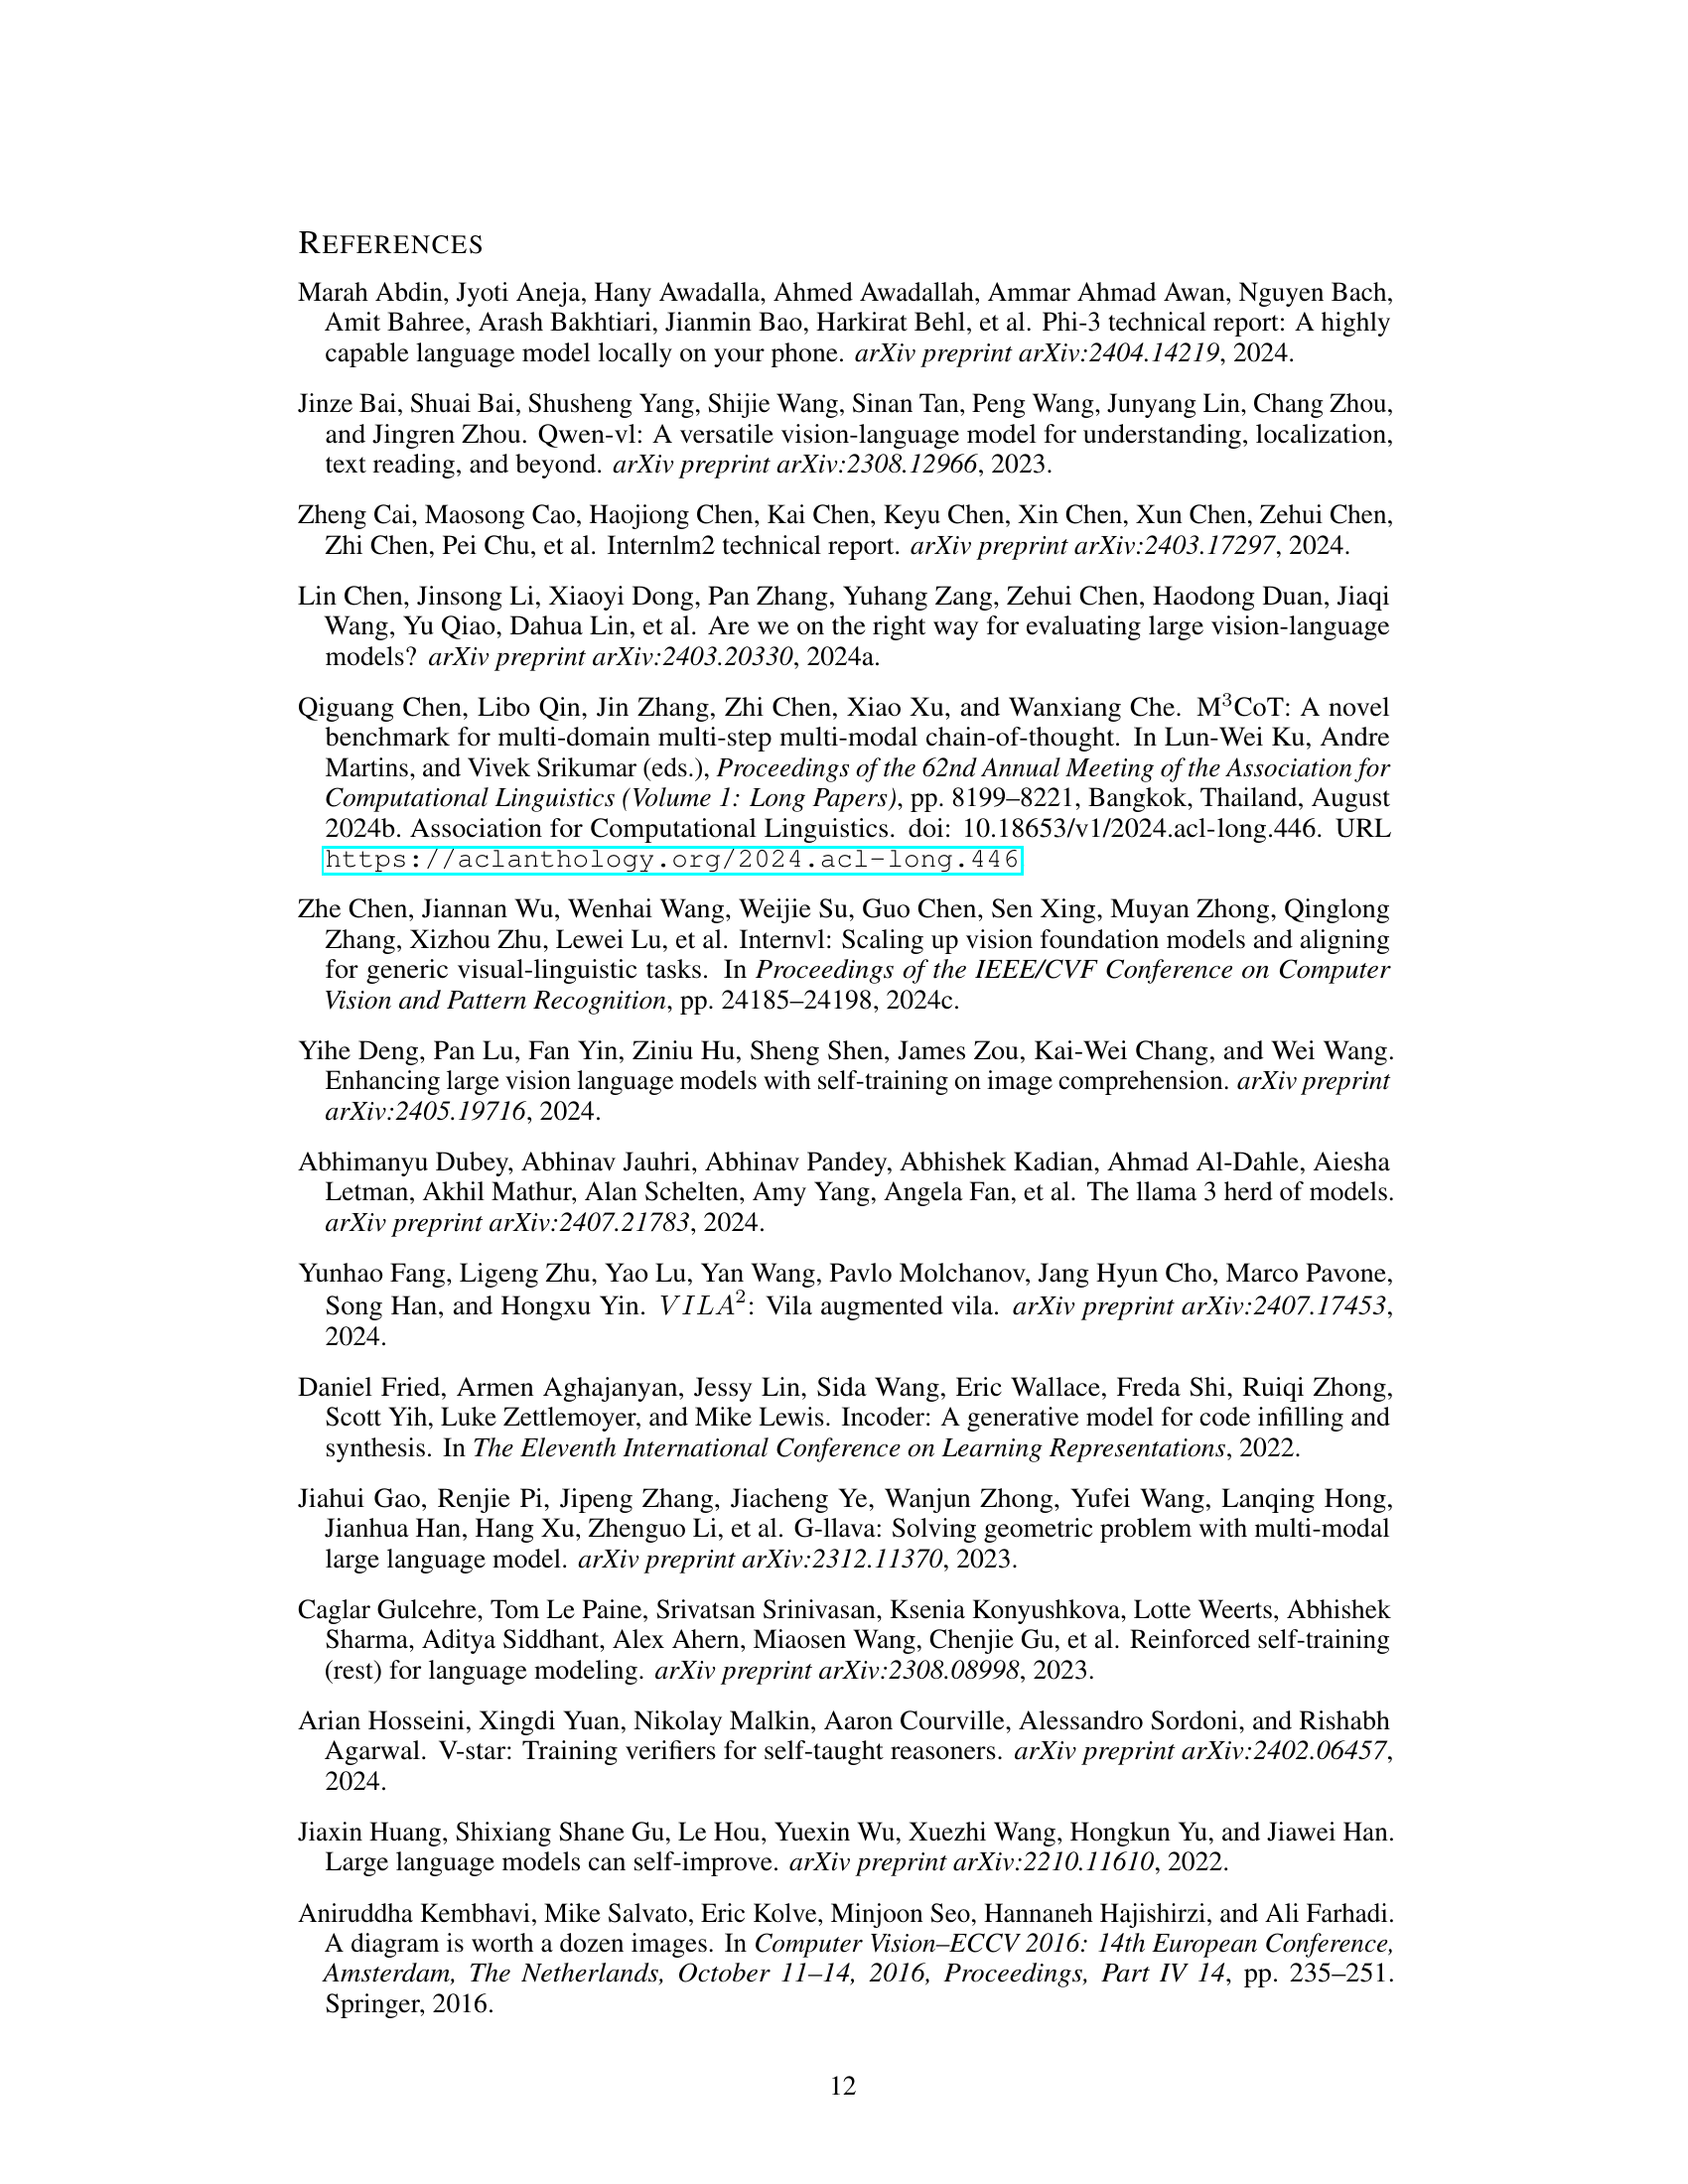 REFERENCES
Marah Abdin, Jyoti Aneja, Hany Awadalla, Ahmed Awadallah, Ammar Ahmad Awan, Nguyen Bach,
Amit Bahree, Arash Bakhtiari, Jianmin Bao, Harkirat Behl, et al. Phi-3 technical report: A highly
capable language model locally on your phone. arXiv preprint arXiv:2404.14219, 2024.
Jinze Bai, Shuai Bai, Shusheng Yang, Shijie Wang, Sinan Tan, Peng Wang, Junyang Lin, Chang Zhou,
and Jingren Zhou. Qwen-vl: A versatile vision-language model for understanding, localization,
text reading, and beyond. arXiv preprint arXiv:2308.12966, 2023.
Zheng Cai, Maosong Cao, Haojiong Chen, Kai Chen, Keyu Chen, Xin Chen, Xun Chen, Zehui Chen,
Zhi Chen, Pei Chu, et al. Internlm2 technical report. arXiv preprint arXiv:2403.17297, 2024.
Lin Chen, Jinsong Li, Xiaoyi Dong, Pan Zhang, Yuhang Zang, Zehui Chen, Haodong Duan, Jiaqi
Wang, Yu Qiao, Dahua Lin, et al. Are we on the right way for evaluating large vision-language
models? arXiv preprint arXiv:2403.20330, 2024a.
Qiguang Chen, Libo Qin, Jin Zhang, Zhi Chen, Xiao Xu, and Wanxiang Che. M³CoT: A novel
benchmark for multi-domain multi-step multi-modal chain-of-thought. In Lun-Wei Ku, Andre
Martins, and Vivek Srikumar (eds.), Proceedings of the 62nd Annual Meeting of the Association for
Computational Linguistics (Volume 1: Long Papers), pp. 8199–8221, Bangkok, Thailand, August
2024b. Association for Computational Linguistics. doi: 10.18653/v1/2024.acl-long.446. URL
https://aclanthology.org/2024.acl-long.446
Zhe Chen, Jiannan Wu, Wenhai Wang, Weijie Su, Guo Chen, Sen Xing, Muyan Zhong, Qinglong
Zhang, Xizhou Zhu, Lewei Lu, et al. Internvl: Scaling up vision foundation models and aligning
for generic visual-linguistic tasks. In Proceedings of the IEEE/CVF Conference on Computer
Vision and Pattern Recognition, pp. 24185–24198, 2024c.
Yihe Deng, Pan Lu, Fan Yin, Ziniu Hu, Sheng Shen, James Zou, Kai-Wei Chang, and Wei Wang.
Enhancing large vision language models with self-training on image comprehension. arXiv preprint
arXiv:2405.19716, 2024.
Abhimanyu Dubey, Abhinav Jauhri, Abhinav Pandey, Abhishek Kadian, Ahmad Al-Dahle, Aiesha
Letman, Akhil Mathur, Alan Schelten, Amy Yang, Angela Fan, et al. The llama 3 herd of models.
arXiv preprint arXiv:2407.21783, 2024.
Yunhao Fang, Ligeng Zhu, Yao Lu, Yan Wang, Pavlo Molchanov, Jang Hyun Cho, Marco Pavone,
Song Han, and Hongxu Yin. VILA²: Vila augmented vila. arXiv preprint arXiv:2407.17453,
2024.
Daniel Fried, Armen Aghajanyan, Jessy Lin, Sida Wang, Eric Wallace, Freda Shi, Ruiqi Zhong,
Scott Yih, Luke Zettlemoyer, and Mike Lewis. Incoder: A generative model for code infilling and
synthesis. In The Eleventh International Conference on Learning Representations, 2022.
Jiahui Gao, Renjie Pi, Jipeng Zhang, Jiacheng Ye, Wanjun Zhong, Yufei Wang, Lanqing Hong,
Jianhua Han, Hang Xu, Zhenguo Li, et al. G-llava: Solving geometric problem with multi-modal
large language model. arXiv preprint arXiv:2312.11370, 2023.
Caglar Gulcehre, Tom Le Paine, Srivatsan Srinivasan, Ksenia Konyushkova, Lotte Weerts, Abhishek
Sharma, Aditya Siddhant, Alex Ahern, Miaosen Wang, Chenjie Gu, et al. Reinforced self-training
(rest) for language modeling. arXiv preprint arXiv:2308.08998, 2023.
Arian Hosseini, Xingdi Yuan, Nikolay Malkin, Aaron Courville, Alessandro Sordoni, and Rishabh
Agarwal. V-star: Training verifiers for self-taught reasoners. arXiv preprint arXiv:2402.06457,
2024.
Jiaxin Huang, Shixiang Shane Gu, Le Hou, Yuexin Wu, Xuezhi Wang, Hongkun Yu, and Jiawei Han.
Large language models can self-improve. arXiv preprint arXiv:2210.11610, 2022.
Aniruddha Kembhavi, Mike Salvato, Eric Kolve, Minjoon Seo, Hannaneh Hajishirzi, and Ali Farhadi.
A diagram is worth a dozen images. In Computer Vision–ECCV 2016: 14th European Conference,
Amsterdam, The Netherlands, October 11–14, 2016, Proceedings, Part IV 14, pp. 235–251.
Springer, 2016.
12